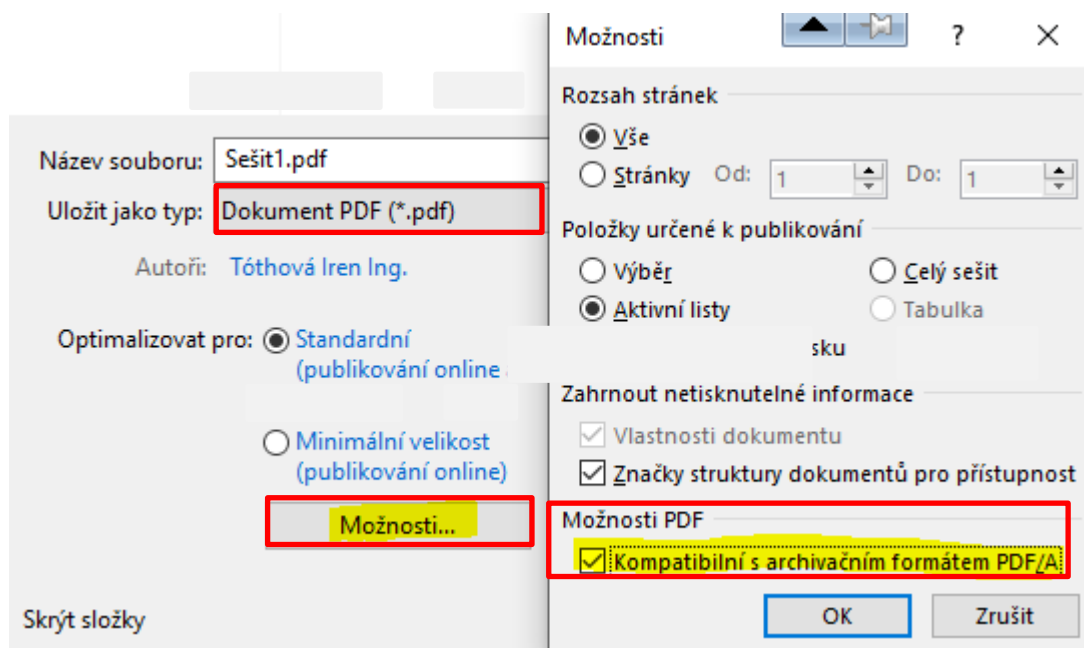 Název souboru: Sešit1.pdf
Uložit jako typ: Dokument PDF (*.pdf)
Autoři: Tóthová Iren Ing.
Optimalizovat pro: Standardní
(publikování online
Minimální velikost
(publikování online)
Možnosti...
Skrýt složky
Možnosti ?
Rozsah stránek
Vše
Stránky Od: 1 Do: 1
Položky určené k publikování
Výběr Celý sešit
Aktivní listy Tabulka
sku
Zahrnout netisknutelné informace
Vlastnosti dokumentu
Značky struktury dokumentů pro přístupnost
Možnosti PDF
Kompatibilní s archivačním formátem PDF/A
OK Zrušit